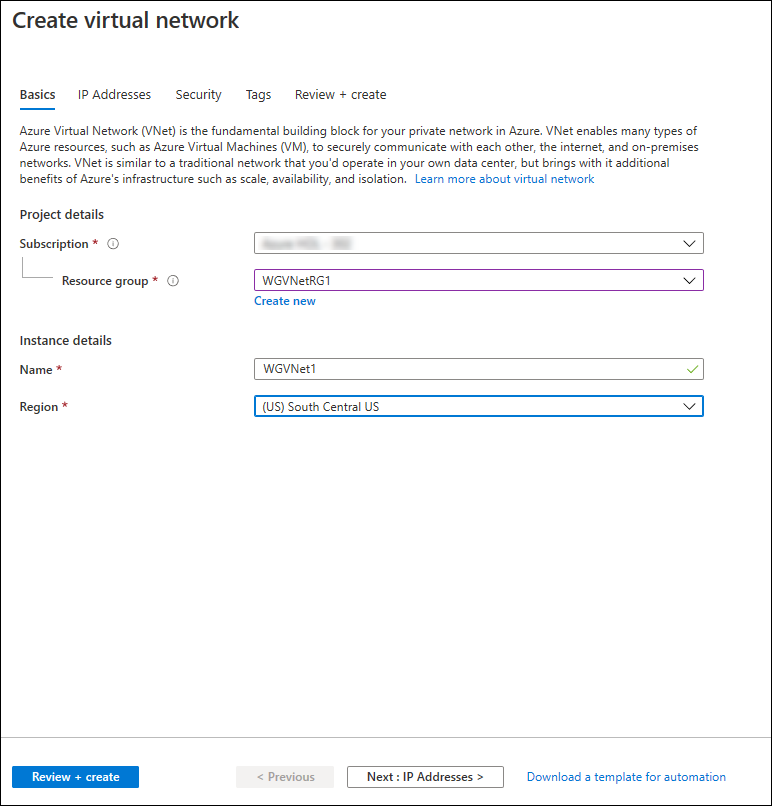 Create virtual network
Basics IP Addresses Security Tags Review + create
Azure Virtual Network (VNet) is the fundamental building block for your private network in Azure. VNet enables many types of
Azure resources, such as Azure Virtual Machines (VM), to securely communicate with each other, the internet, and on-premises
networks. VNet is similar to a traditional network that you'd operate in your own data center, but brings with it additional
benefits of Azure's infrastructure such as scale, availability, and isolation. Learn more about virtual network
Project details
Subscription *
Resource group * WGVNetRG1
Create new
Instance details
Name * WGVNet1
Region * (US) South Central US
Review + create < Previous Next : IP Addresses > Download a template for automation